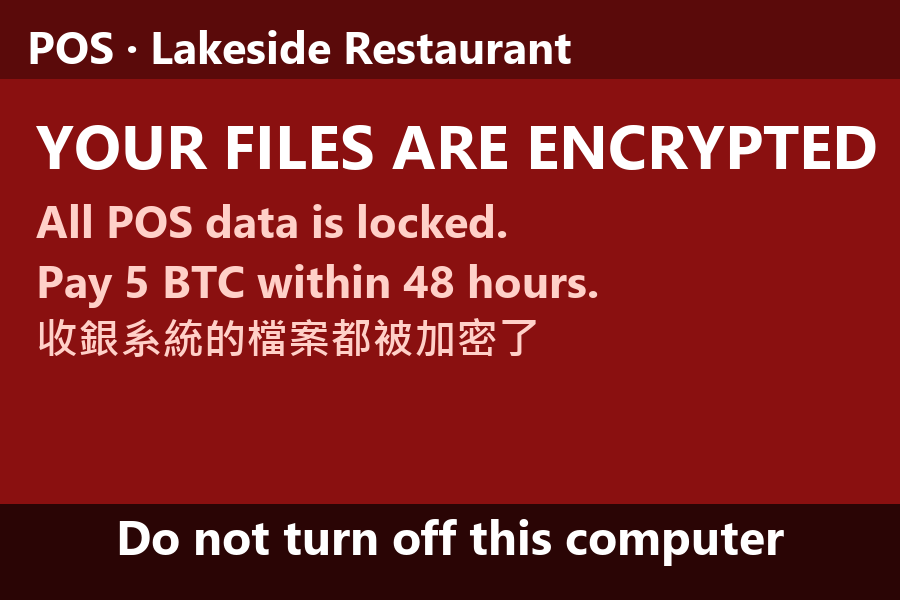 POS · Lakeside Restaurant
YOUR FILES ARE ENCRYPTED
All POS data is locked.
Pay 5 BTC within 48 hours.
收銀系統的檔案都被加密了
Do not turn off this computer